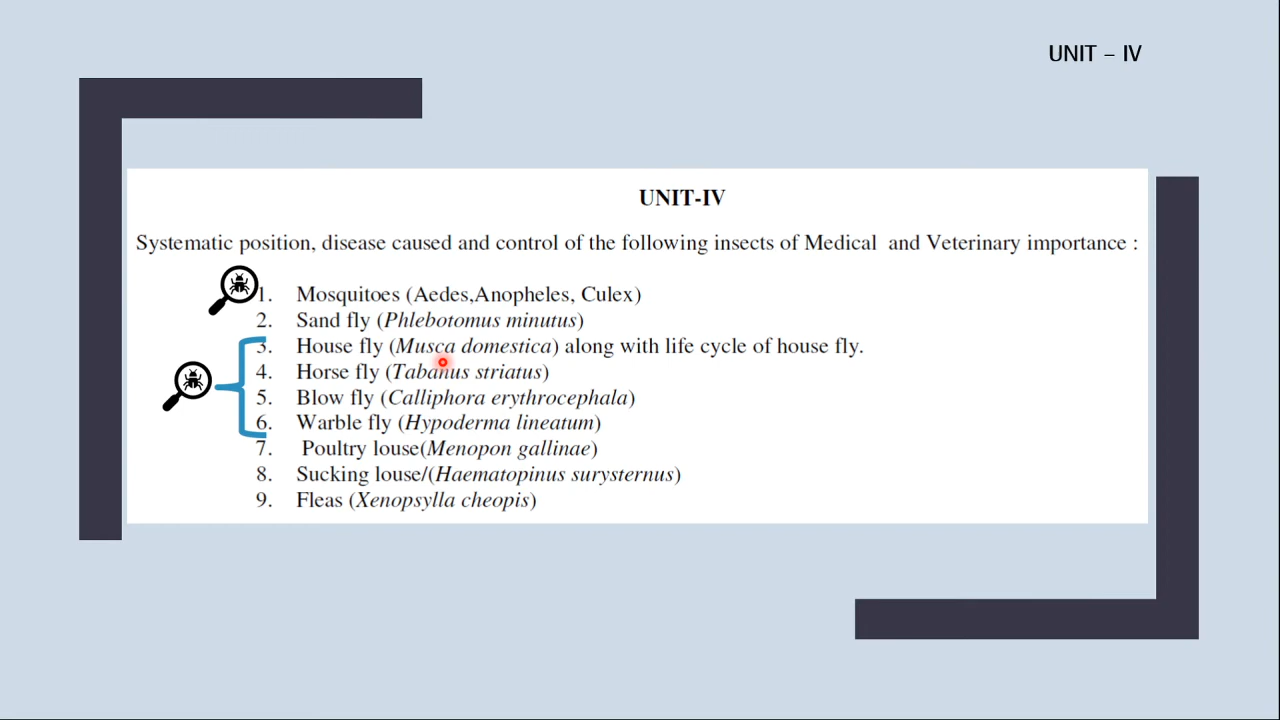 UNIT – IV
UNIT-IV
Systematic position, disease caused and control of the following insects of Medical and Veterinary importance :
1. Mosquitoes (Aedes,Anopheles, Culex)
2. Sand fly (Phlebotomus minutus)
3. House fly (Musca domestica) along with life cycle of house fly.
4. Horse fly (Tabanus striatus)
5. Blow fly (Calliphora erythrocephala)
6. Warble fly (Hypoderma lineatum)
7. Poultry louse(Menopon gallinae)
8. Sucking louse/(Haematopinus surysternus)
9. Fleas (Xenopsylla cheopis)